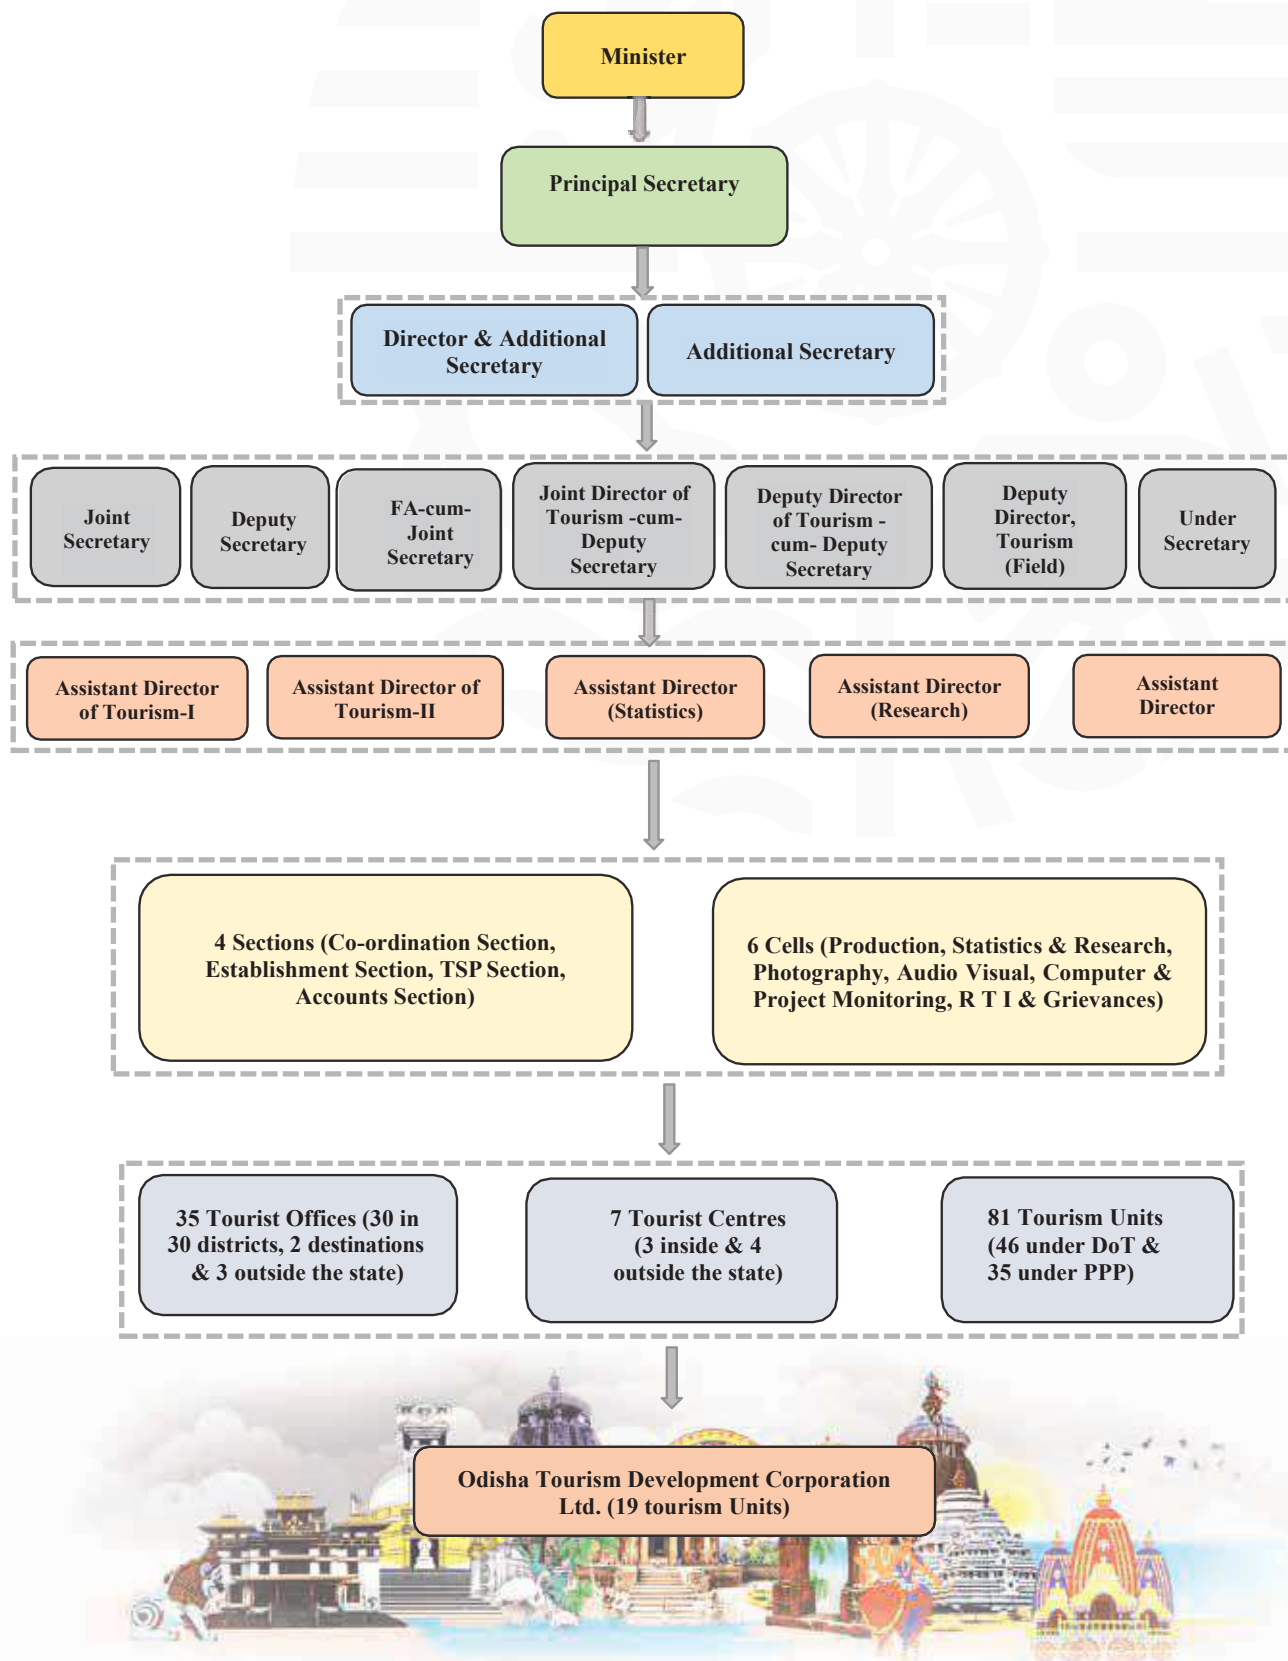 Minister
Principal Secretary
Director & Additional
Secretary
Additional Secretary
Joint
Secretary
Deputy
Secretary
FA-cum-
Joint
Secretary
Joint Director of
Tourism -cum-
Deputy
Secretary
Deputy Director
of Tourism -
cum- Deputy
Secretary
Deputy
Director,
Tourism
(Field)
Under
Secretary
Assistant Director
of Tourism-I
Assistant Director of
Tourism-II
Assistant Director
(Statistics)
Assistant Director
(Research)
Assistant
Director
4 Sections (Co-ordination Section,
Establishment Section, TSP Section,
Accounts Section)
6 Cells (Production, Statistics & Research,
Photography, Audio Visual, Computer &
Project Monitoring, R T I & Grievances)
35 Tourist Offices (30 in
30 districts, 2 destinations
& 3 outside the state)
7 Tourist Centres
(3 inside & 4
outside the state)
81 Tourism Units
(46 under DoT &
35 under PPP)
Odisha Tourism Development Corporation
Ltd. (19 tourism Units)